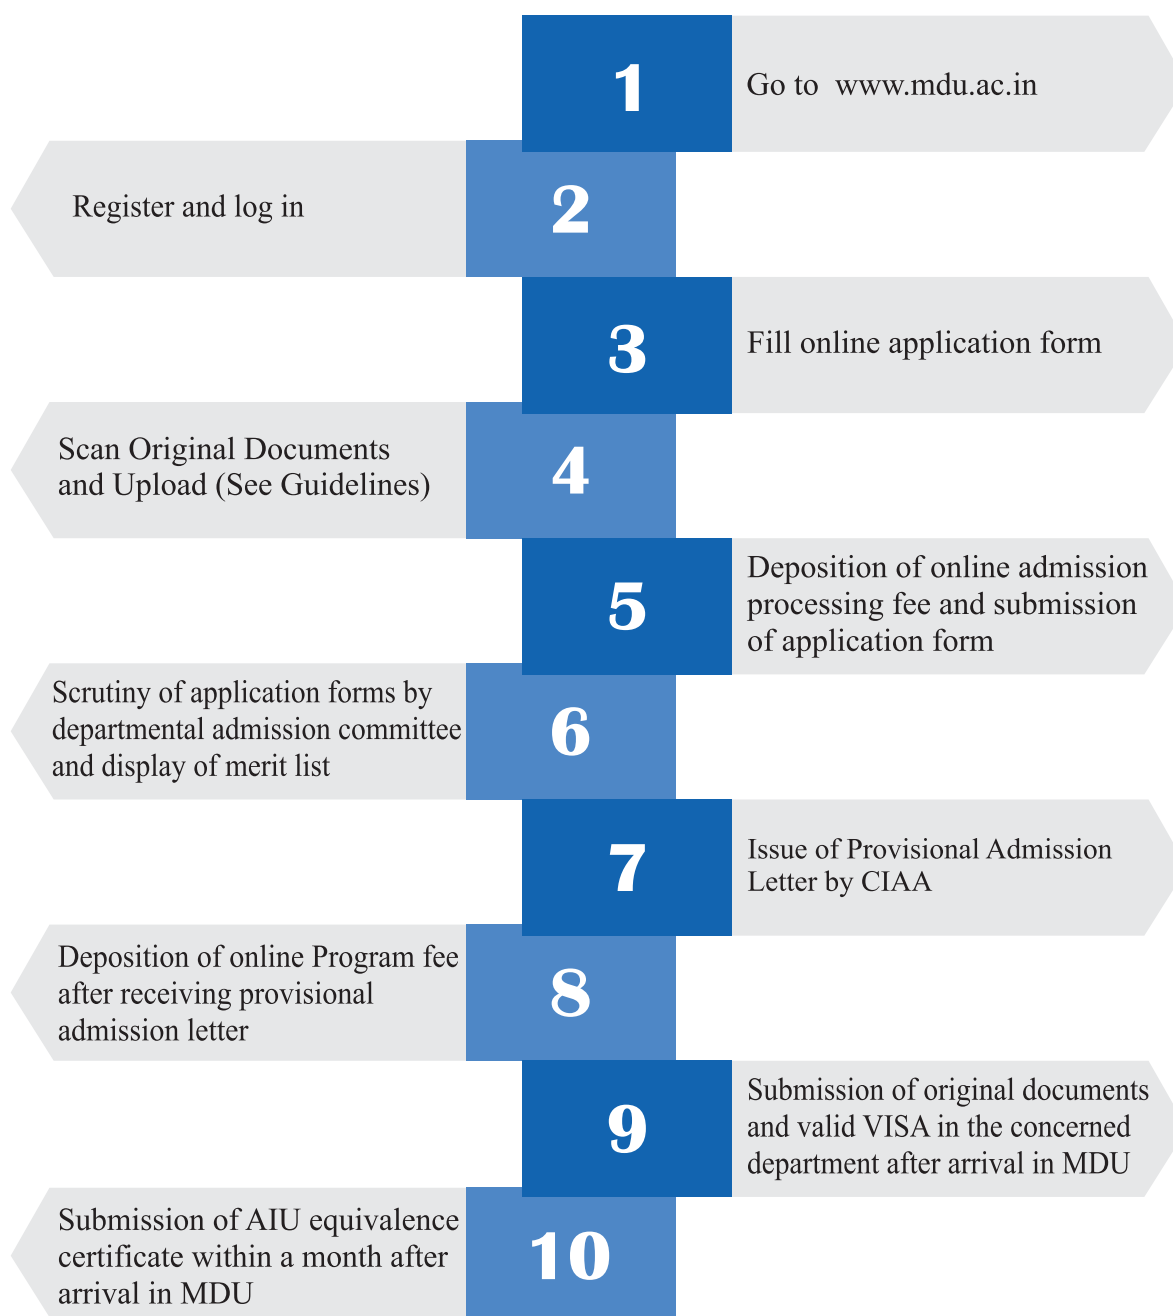 1
Go to www.mdu.ac.in
2
Register and log in
3
Fill online application form
4
Scan Original Documents
and Upload (See Guidelines)
5
Deposition of online admission
processing fee and submission
of application form
6
Scrutiny of application forms by
departmental admission committee
and display of merit list
7
Issue of Provisional Admission
Letter by CIAA
8
Deposition of online Program fee
after receiving provisional
admission letter
9
Submission of original documents
and valid VISA in the concerned
department after arrival in MDU
10
Submission of AIU equivalence
certificate within a month after
arrival in MDU